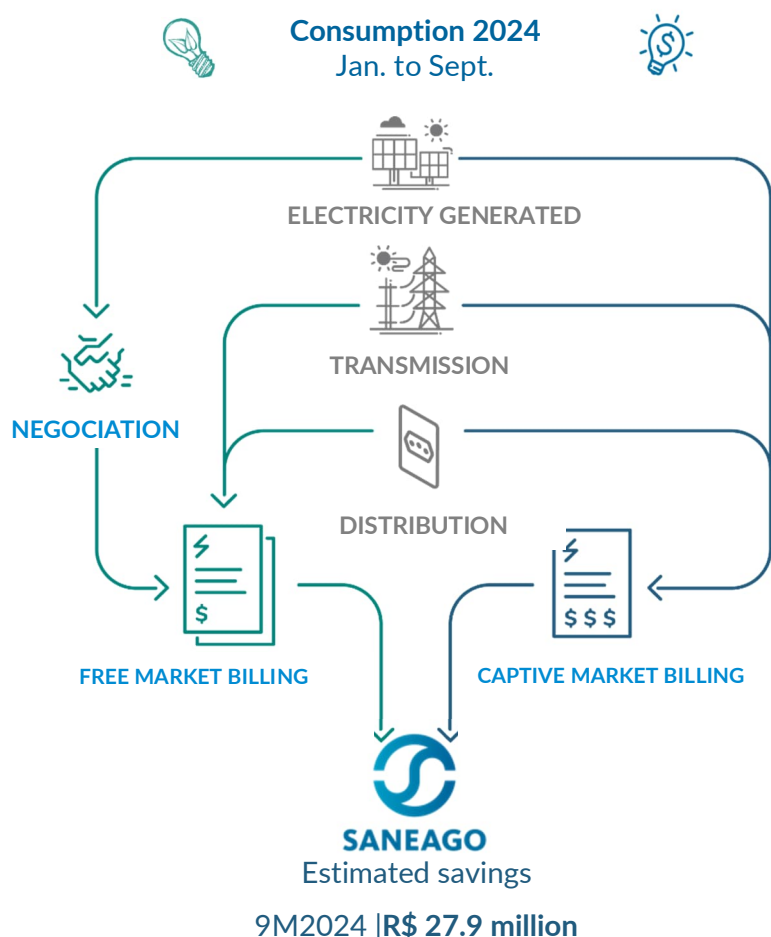 Consumption 2024
Jan. to Sept.
$
ELECTRICITY GENERATED
TRANSMISSION
NEGOCIATION
DISTRIBUTION
$
$ $ $
FREE MARKET BILLING
CAPTIVE MARKET BILLING
SANEAGO
Estimated savings
9M2024 |R$ 27.9 million